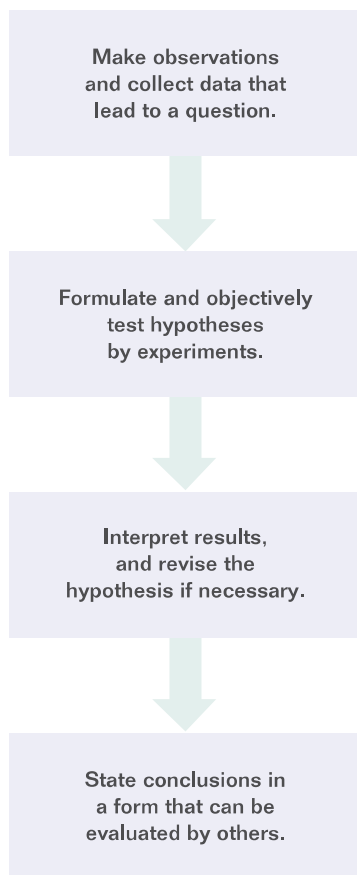 Make observations
and collect data that
lead to a question.
Formulate and objectively
test hypotheses
by experiments.
Interpret results,
and revise the
hypothesis if necessary.
State conclusions in
a form that can be
evaluated by others.